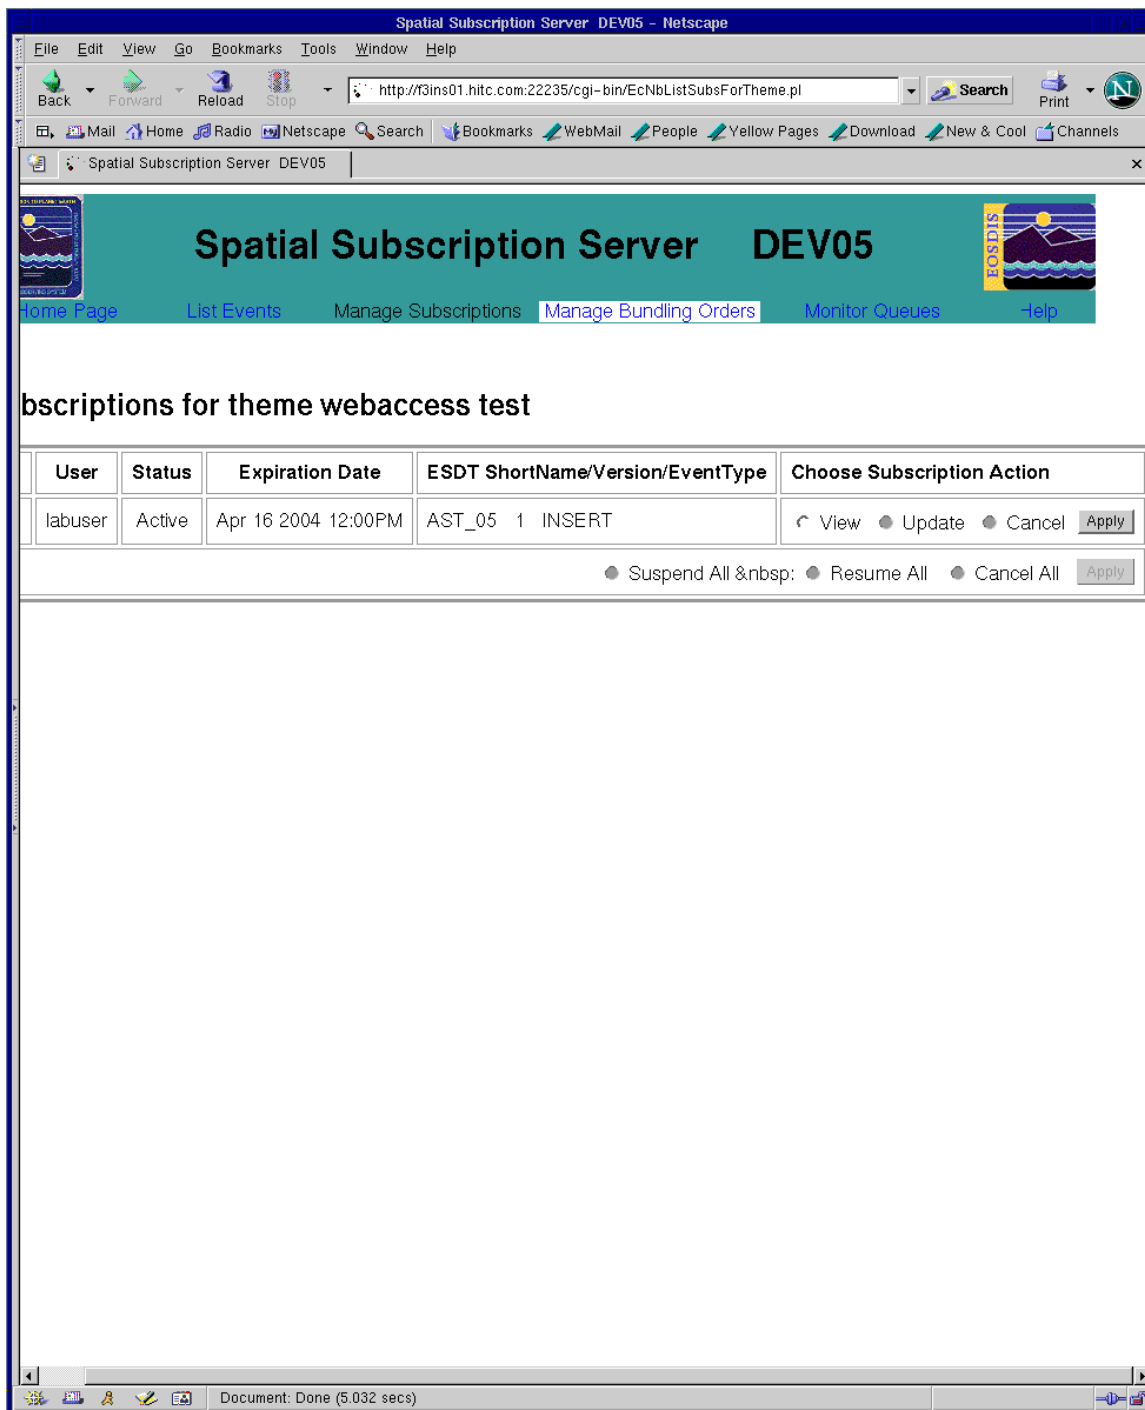 Spatial Subscription Server DEV05 - Netscape
File Edit View Go Bookmarks Tools Window Help
Back Forward Reload Stop http://f3ins01.hitc.com:22235/cgi-bin/EcNbListSubsForTheme.pl Search Print N
Mail Home Radio Netscape Search Bookmarks WebMail People Yellow Pages Download New & Cool Channels
Spatial Subscription Server DEV05
Spatial Subscription Server DEV05
EOSDIS
Home Page List Events Manage Subscriptions Manage Bundling Orders Monitor Queues Help
bscriptions for theme webaccess test
User Status Expiration Date ESDT ShortName/Version/EventType Choose Subscription Action
labuser Active Apr 16 2004 12:00PM AST_05 1 INSERT View Update Cancel Apply
Suspend All &nbsp: Resume All Cancel All Apply
Document: Done (5.032 secs)